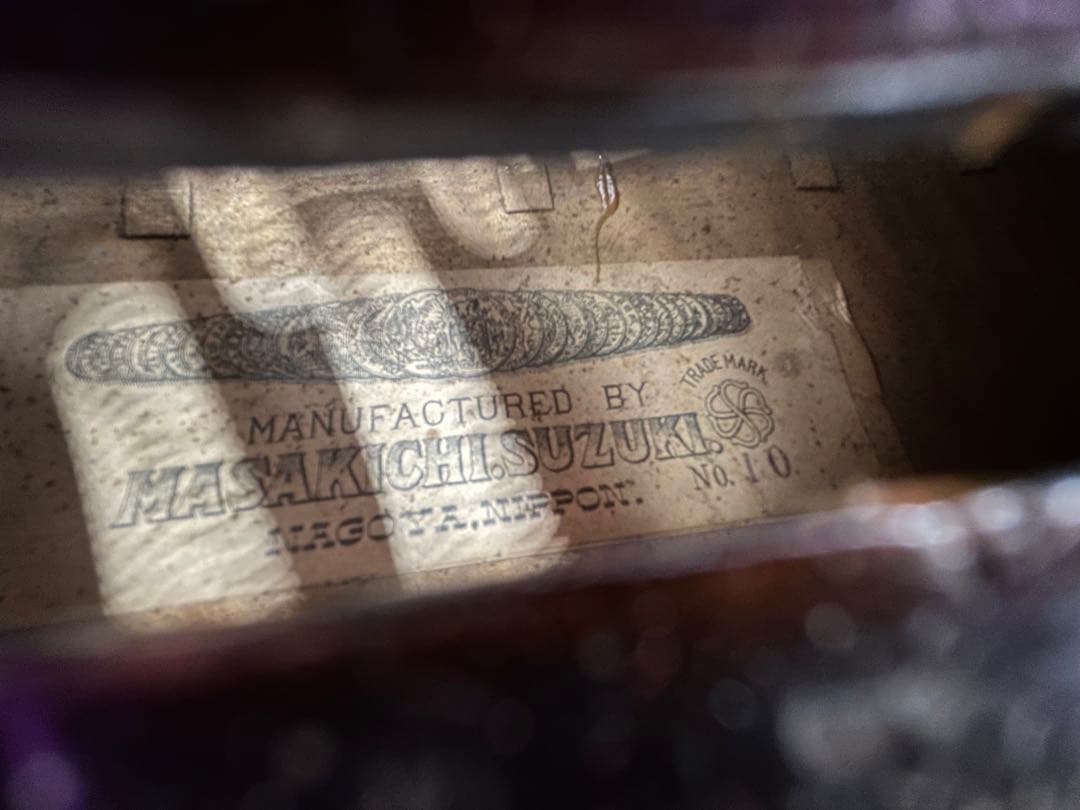 MANUFACTURED BY
MASAKICHI.SUZUKI.
NAGOYA, NIPPON.
TRADE MARK
No. 10